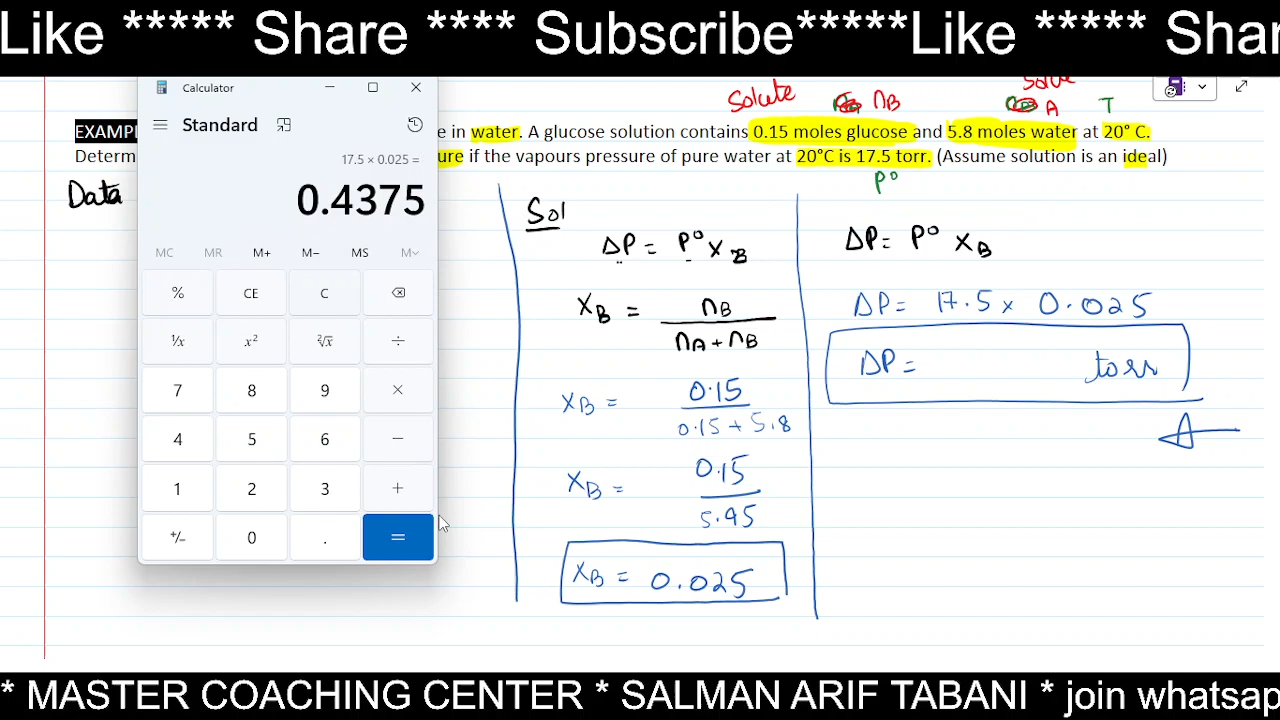 Like ***** Share **** Subscribe*****Like ***** Shar
Solute nB A T
EXAMP e in water. A glucose solution contains 0.15 moles glucose and 5.8 moles water at 20° C.
Determ ure if the vapours pressure of pure water at 20°C is 17.5 torr. (Assume solution is an ideal)
P°
Data
Calculator
Standard
17.5 × 0.025 =
0.4375
MC MR M+ M− MS M˅
% CE C
¹/x x² ²√x ÷
7 8 9 ×
4 5 6 −
1 2 3 +
+/− 0 . =
Sol
ΔP = P° XB
XB = nB
nA + nB
XB = 0.15
0.15 + 5.8
XB = 0.15
5.95
XB = 0.025
ΔP = P° XB
ΔP = 17.5 × 0.025
ΔP = torr
A
* MASTER COACHING CENTER * SALMAN ARIF TABANI * join whatsap